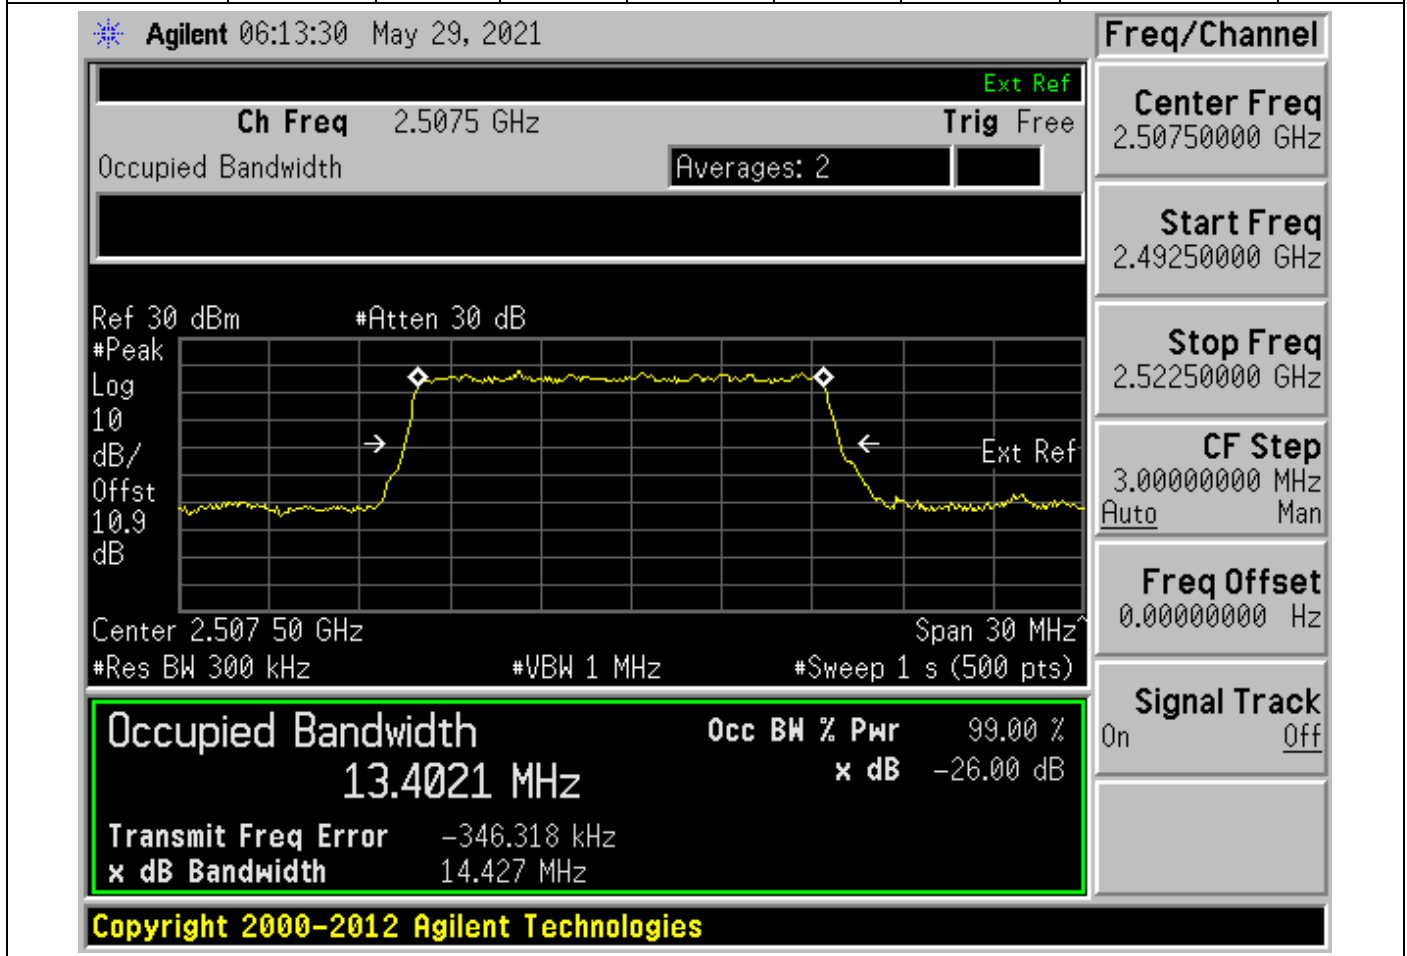 Agilent 06:13:30 May 29, 2021
Freq/Channel
Ext Ref
Ch Freq 2.5075 GHz Trig Free
Occupied Bandwidth Averages: 2
Center Freq
2.50750000 GHz
Start Freq
2.49250000 GHz
Stop Freq
2.52250000 GHz
CF Step
3.00000000 MHz
Auto Man
Freq Offset
0.00000000 Hz
Signal Track
On Off
Ref 30 dBm #Atten 30 dB
#Peak
Log
10
dB/
Offst
10.9
dB
Ext Ref
Center 2.507 50 GHz Span 30 MHz^
#Res BW 300 kHz #VBW 1 MHz #Sweep 1 s (500 pts)
Occupied Bandwidth Occ BW % Pwr 99.00 %
13.4021 MHz x dB -26.00 dB
Transmit Freq Error -346.318 kHz
x dB Bandwidth 14.427 MHz
Copyright 2000-2012 Agilent Technologies